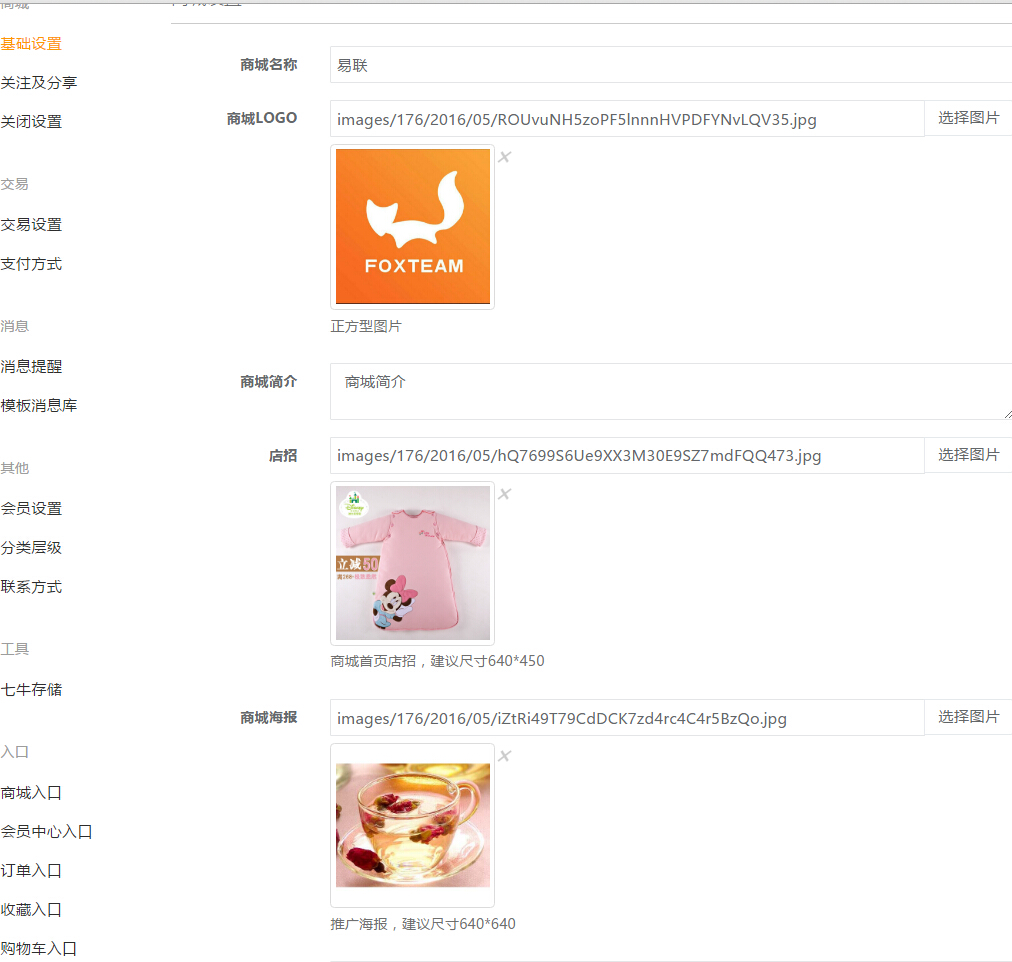 商城
商城设置
基础设置
关注及分享
关闭设置
交易
交易设置
支付方式
消息
消息提醒
模板消息库
其他
会员设置
分类层级
联系方式
工具
七牛存储
入口
商城入口
会员中心入口
订单入口
收藏入口
购物车入口
商城名称
易联
商城LOGO
images/176/2016/05/ROUvuNH5zoPF5lnnnHVPDFYNvLQV35.jpg
选择图片
FOXTEAM
正方型图片
商城简介
商城简介
店招
images/176/2016/05/hQ7699S6Ue9XX3M30E9SZ7mdFQQ473.jpg
选择图片
Disney
立减50
商城首页店招，建议尺寸640*450
商城海报
images/176/2016/05/iZtRi49T79CdDCK7zd4rc4C4r5BzQo.jpg
选择图片
推广海报，建议尺寸640*640